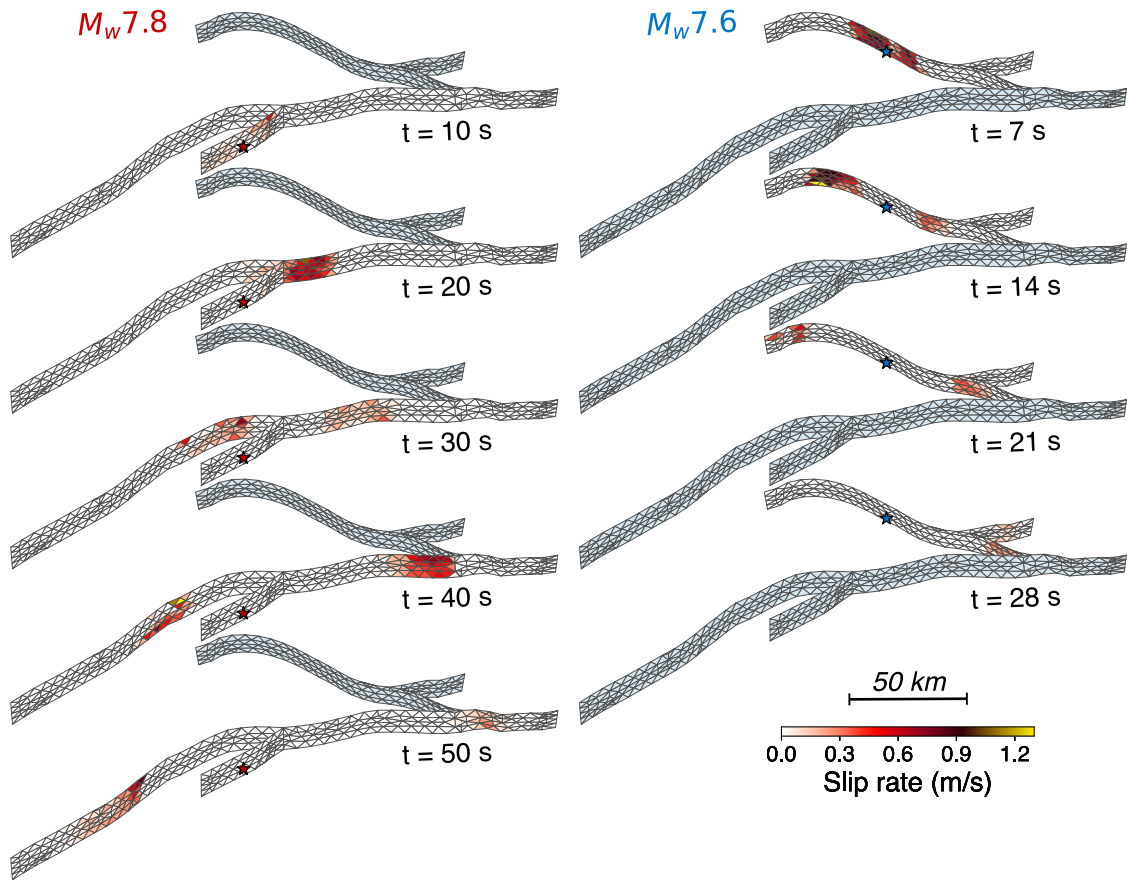 Mw7.8
Mw7.6
t = 10 s
t = 7 s
t = 20 s
t = 14 s
t = 30 s
t = 21 s
t = 40 s
t = 28 s
t = 50 s
50 km
0.0 0.3 0.6 0.9 1.2
Slip rate (m/s)